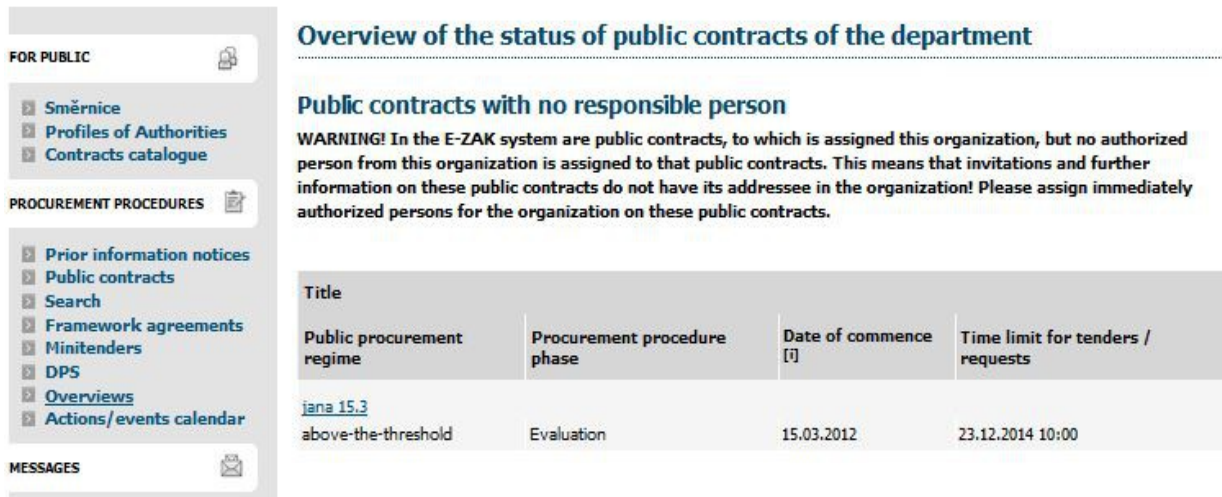 FOR PUBLIC
Směrnice
Profiles of Authorities
Contracts catalogue
PROCUREMENT PROCEDURES
Prior information notices
Public contracts
Search
Framework agreements
Minitenders
DPS
Overviews
Actions/events calendar
MESSAGES
Overview of the status of public contracts of the department
Public contracts with no responsible person
WARNING! In the E-ZAK system are public contracts, to which is assigned this organization, but no authorized
person from this organization is assigned to that public contracts. This means that invitations and further
information on these public contracts do not have its addressee in the organization! Please assign immediately
authorized persons for the organization on these public contracts.
Title
Public procurement regime
Procurement procedure phase
Date of commence [i]
Time limit for tenders / requests
jana 15.3
above-the-threshold Evaluation 15.03.2012 23.12.2014 10:00